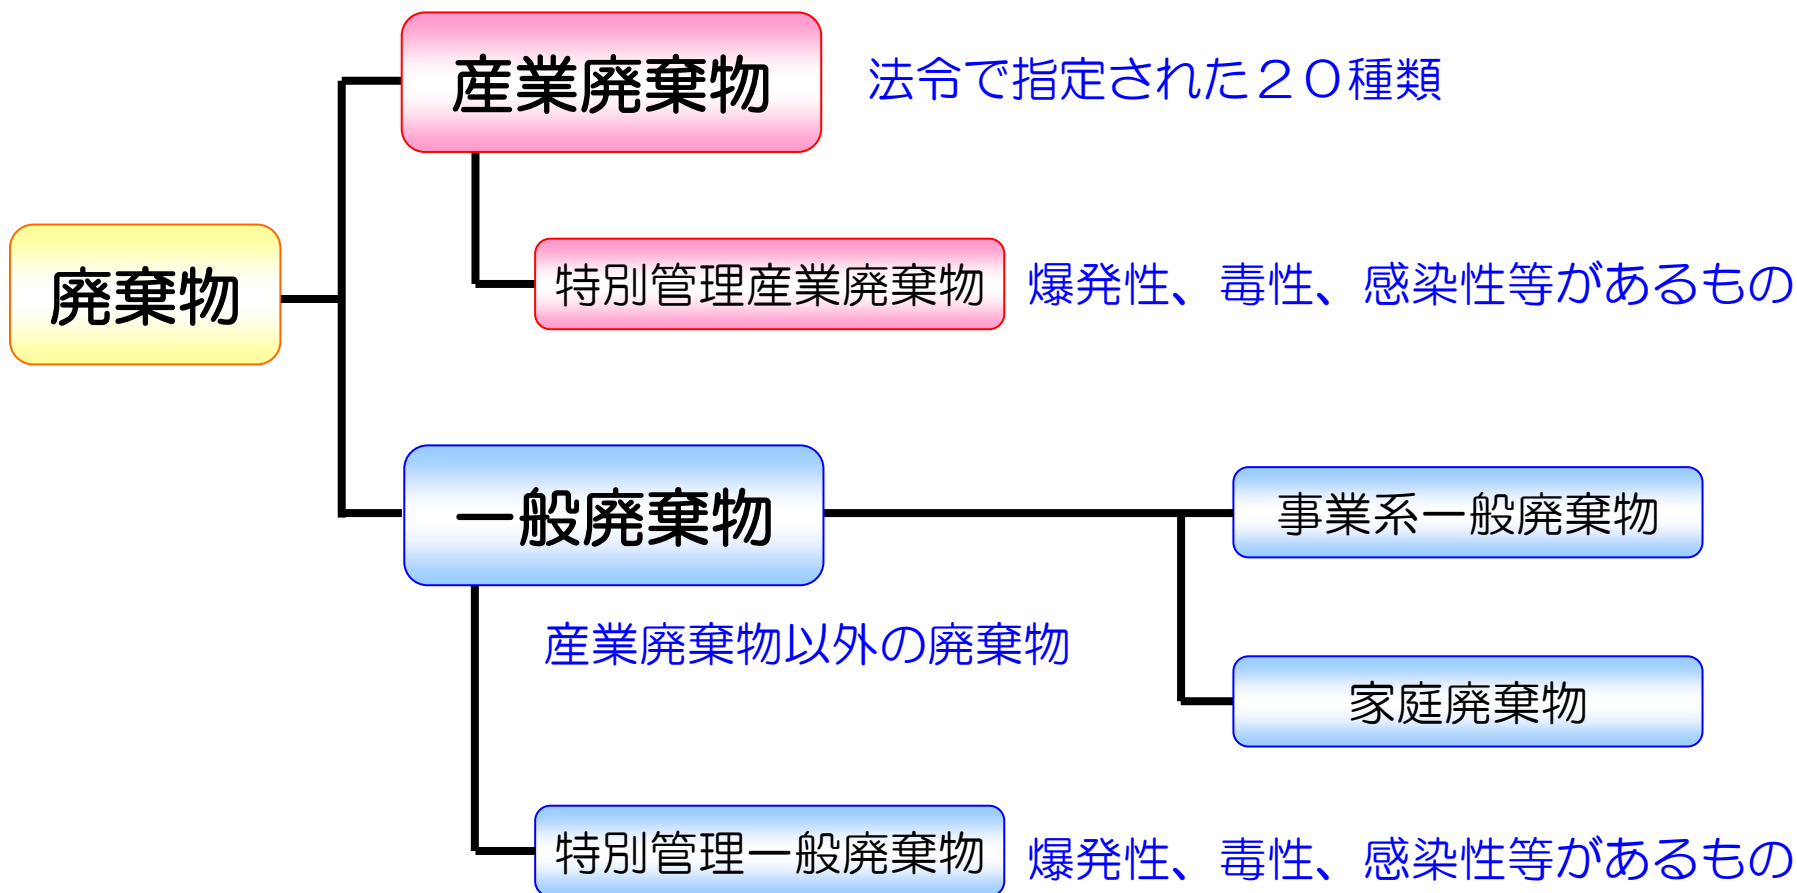 産業廃棄物
法令で指定された２０種類
廃棄物
特別管理産業廃棄物
爆発性、毒性、感染性等があるもの
一般廃棄物
事業系一般廃棄物
産業廃棄物以外の廃棄物
家庭廃棄物
特別管理一般廃棄物
爆発性、毒性、感染性等があるもの